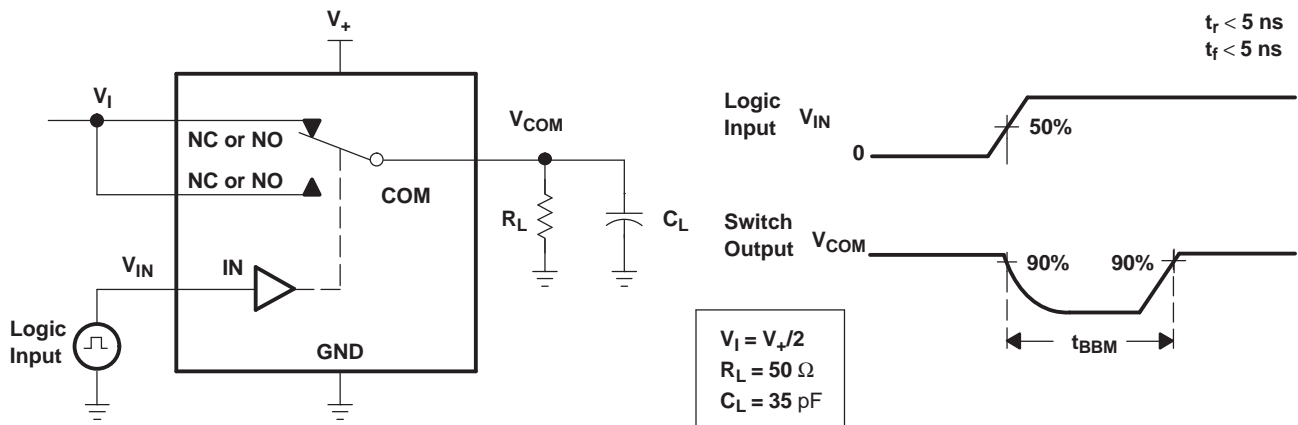 V+
VI
NC or NO
NC or NO
COM
VCOM
RL
CL
VIN
IN
Logic
Input
GND
tr < 5 ns
tf < 5 ns
Logic
Input
VIN
50%
0
Switch
Output
VCOM
90%
90%
tBBM
VI = V+/2
RL = 50 Ω
CL = 35 pF